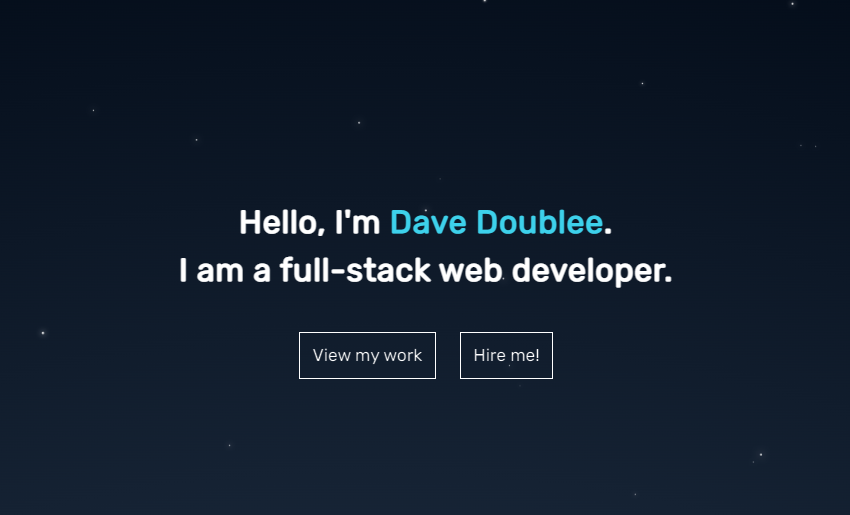 Hello, I'm Dave Doublee.
I am a full-stack web developer.
View my work
Hire me!